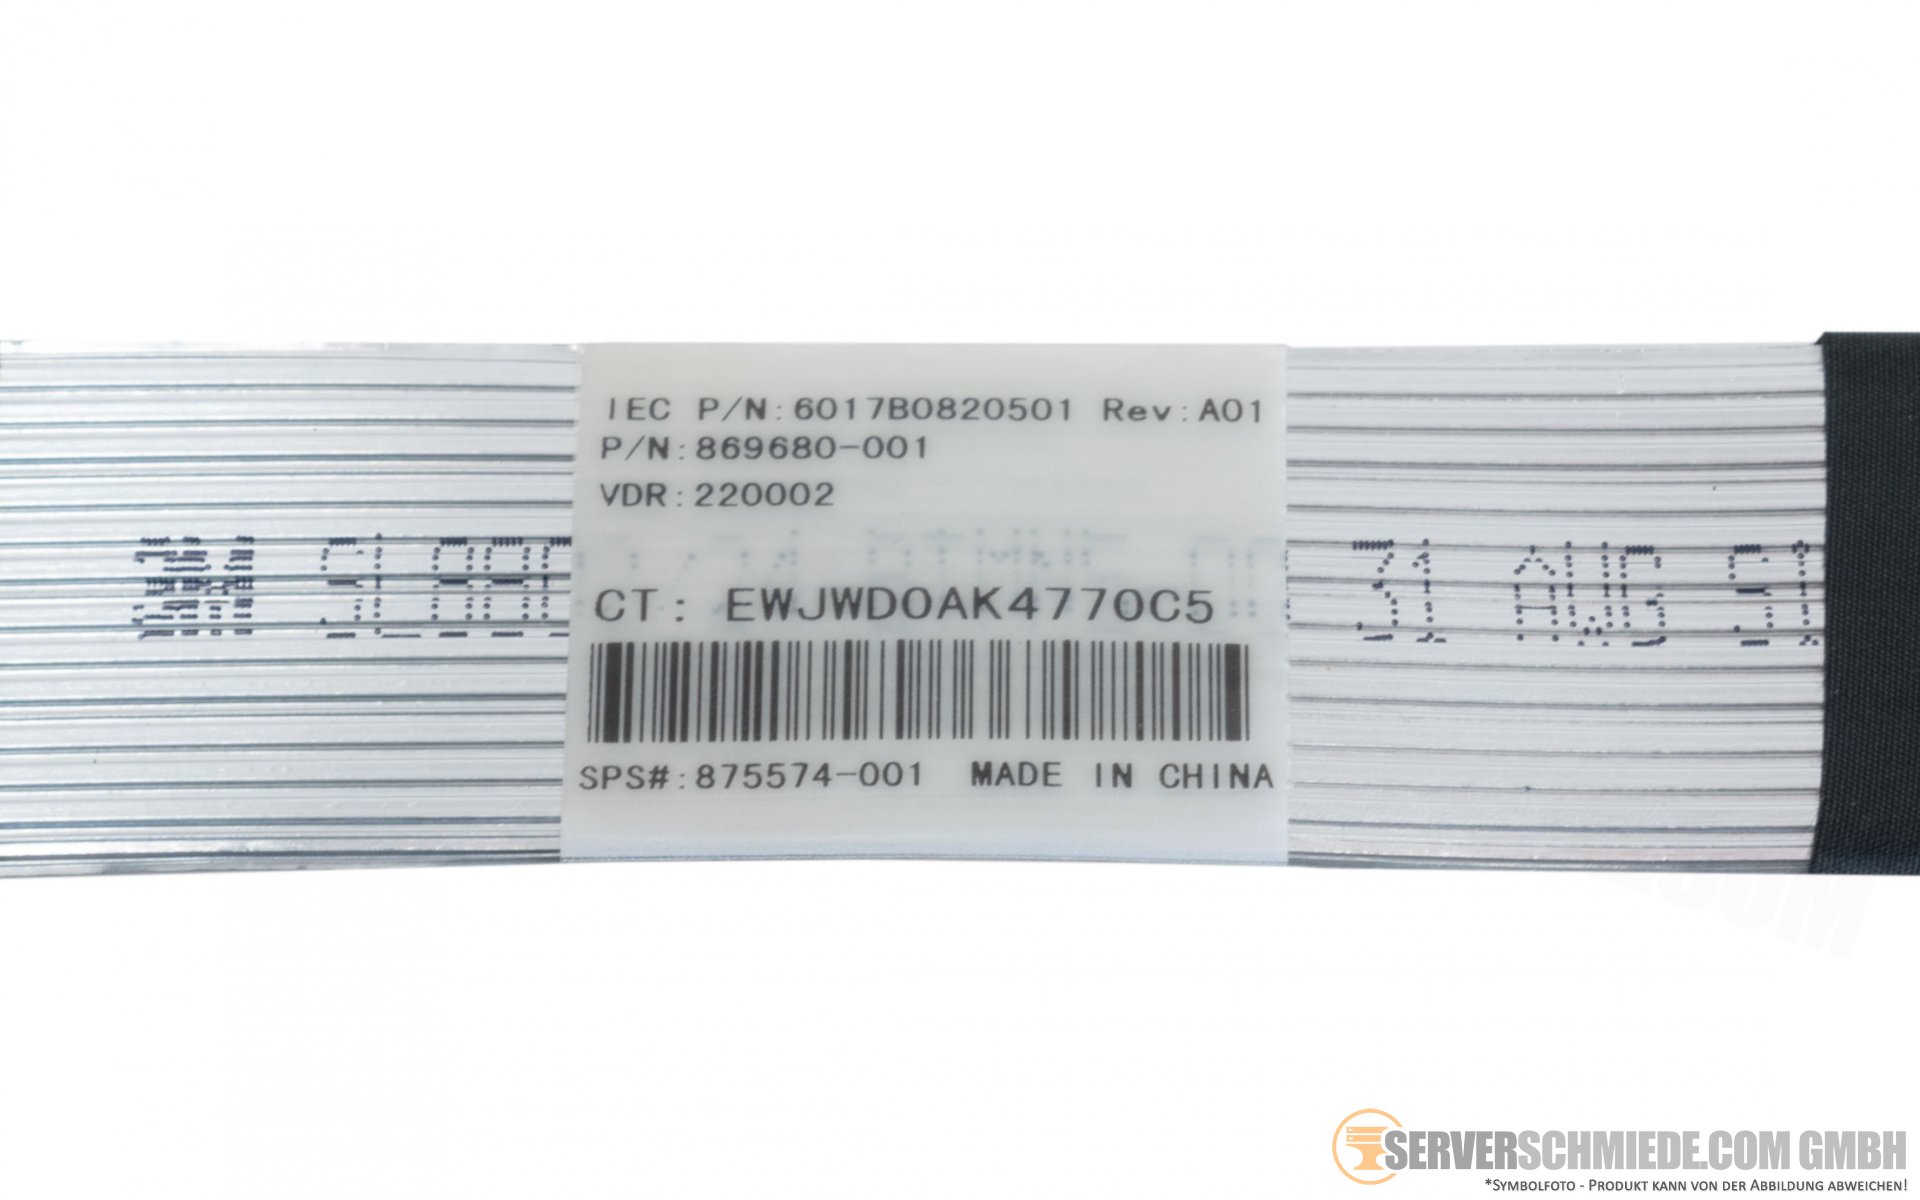 IEC P/N:6017B0820501 Rev:A01
P/N:869680-001
VDR:220002
31 AWG
CT: EWJWD0AK4770C5
SPS#:875574-001 MADE IN CHINA
SERVERSCHMIEDE.COM GMBH
*SYMBOLFOTO - PRODUKT KANN VON DER ABBILDUNG ABWEICHEN!